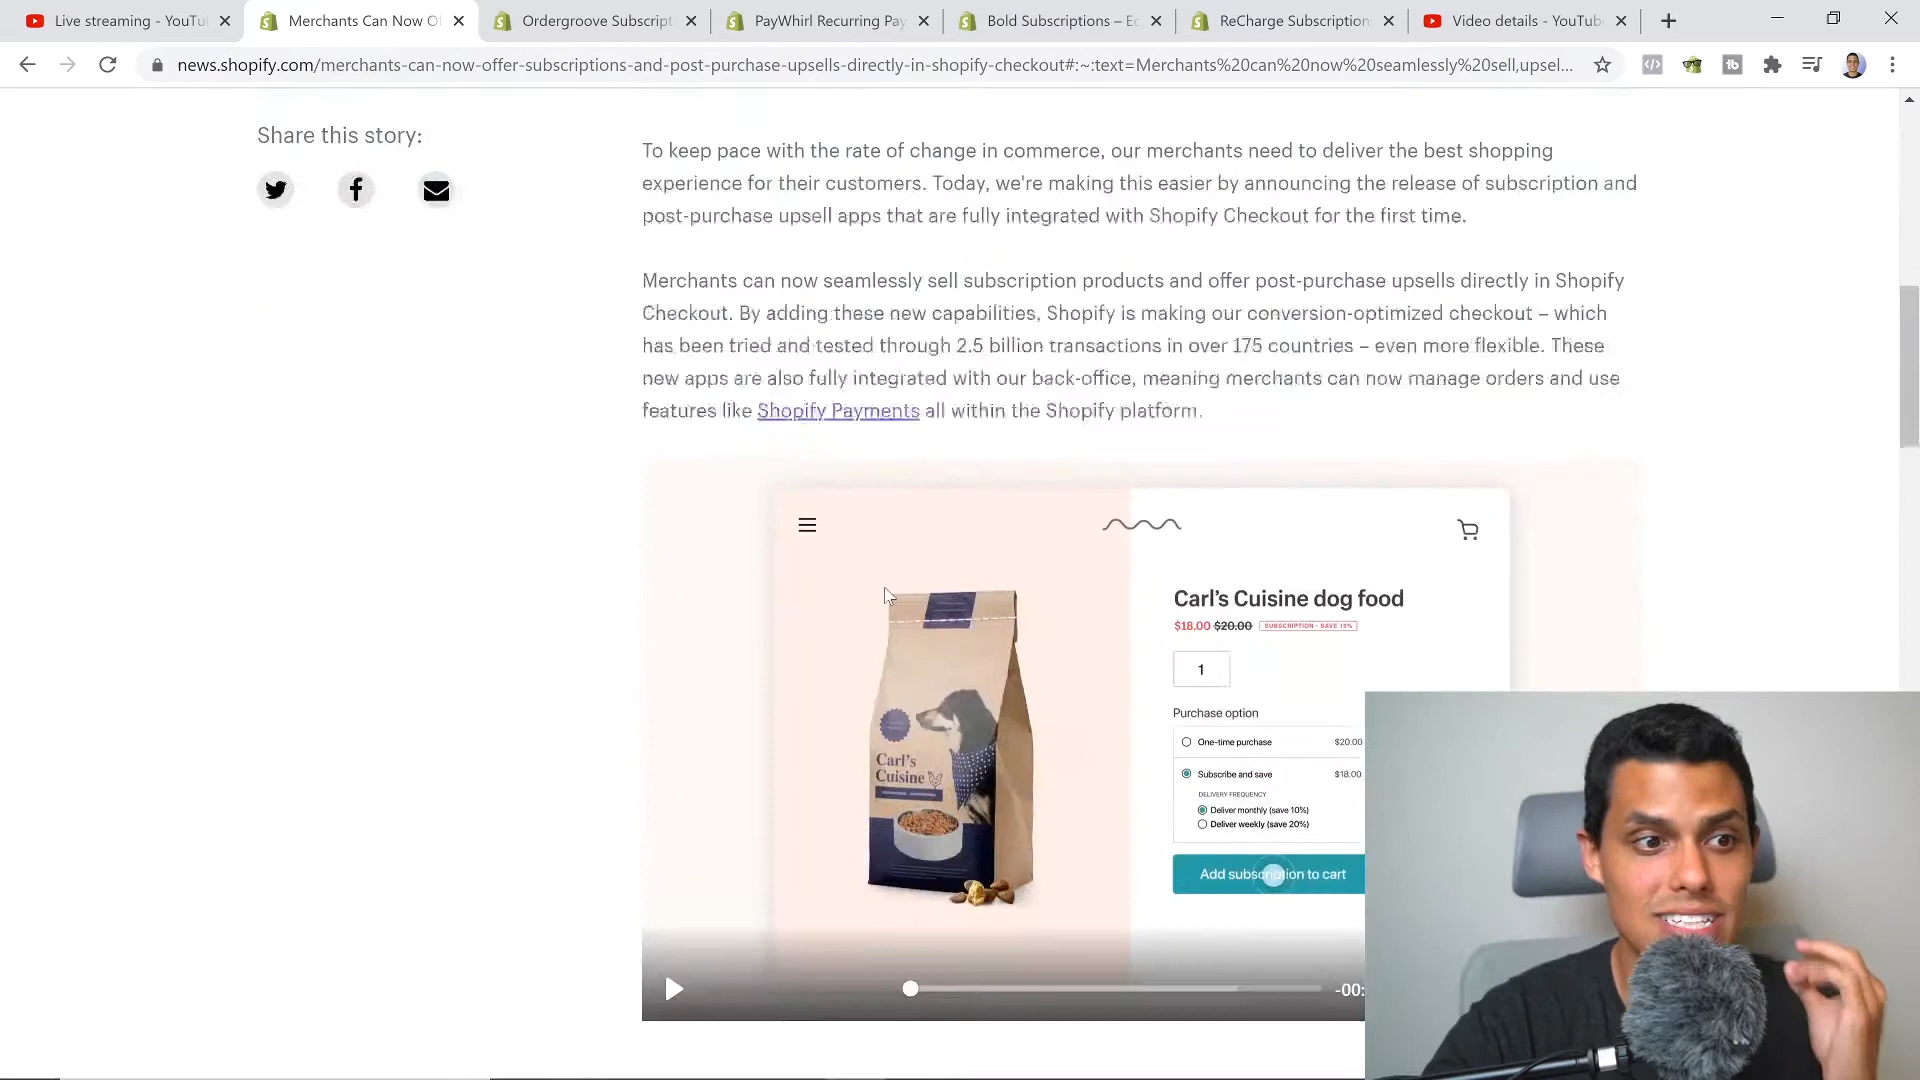 Live streaming - YouTu
Merchants Can Now O
Ordergroove Subscript
PayWhirl Recurring Pay
Bold Subscriptions – Ec
ReCharge Subscription
Video details - YouTube
news.shopify.com/merchants-can-now-offer-subscriptions-and-post-purchase-upsells-directly-in-shopify-checkout#:~:text=Merchants%20can%20now%20seamlessly%20sell,upsel...
Share this story:
To keep pace with the rate of change in commerce, our merchants need to deliver the best shopping
experience for their customers. Today, we're making this easier by announcing the release of subscription and
post-purchase upsell apps that are fully integrated with Shopify Checkout for the first time.
Merchants can now seamlessly sell subscription products and offer post-purchase upsells directly in Shopify
Checkout. By adding these new capabilities, Shopify is making our conversion-optimized checkout – which
has been tried and tested through 2.5 billion transactions in over 175 countries – even more flexible. These
new apps are also fully integrated with our back-office, meaning merchants can now manage orders and use
features like Shopify Payments all within the Shopify platform.
Carl's Cuisine dog food
$18.00 $20.00 SUBSCRIPTION • SAVE 10%
1
Purchase option
One-time purchase $20.00
Subscribe and save $18.00
DELIVERY FREQUENCY
Deliver monthly (save 10%)
Deliver weekly (save 20%)
Add subscription to cart
Carl's
Cuisine
-00: